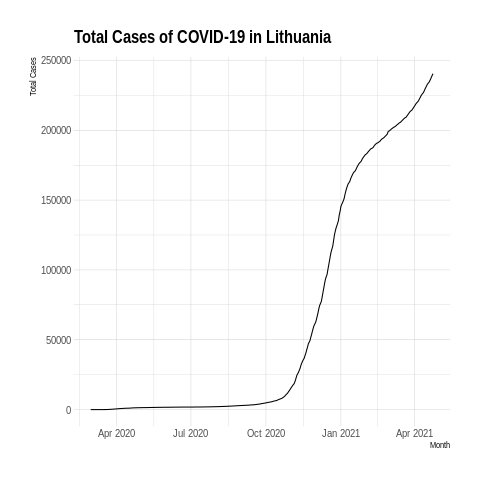 Total Cases of COVID-19 in Lithuania
Total Cases
250000
200000
150000
100000
50000
0
Apr 2020 Jul 2020 Oct 2020 Jan 2021 Apr 2021
Month